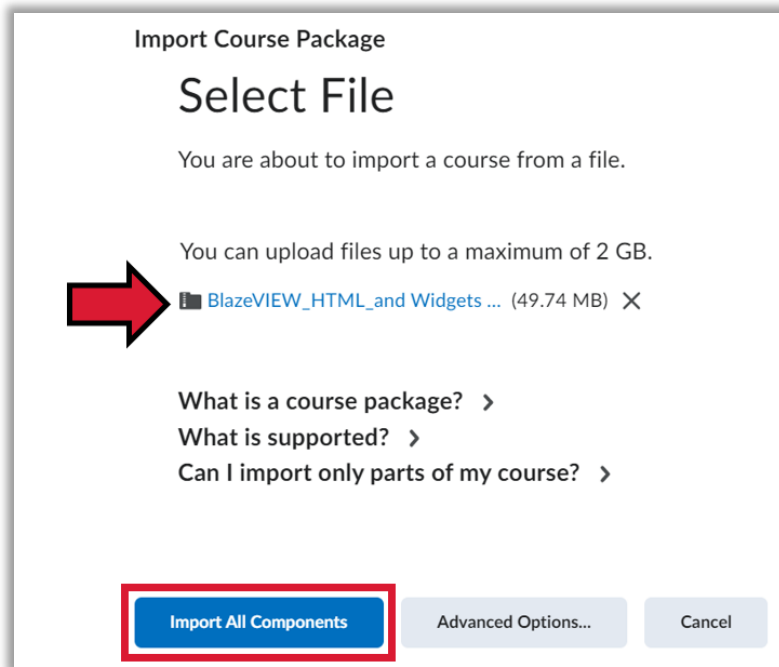 Import Course Package
Select File
You are about to import a course from a file.
You can upload files up to a maximum of 2 GB.
BlazeVIEW_HTML_and Widgets ... (49.74 MB)
What is a course package?
What is supported?
Can I import only parts of my course?
Import All Components Advanced Options... Cancel